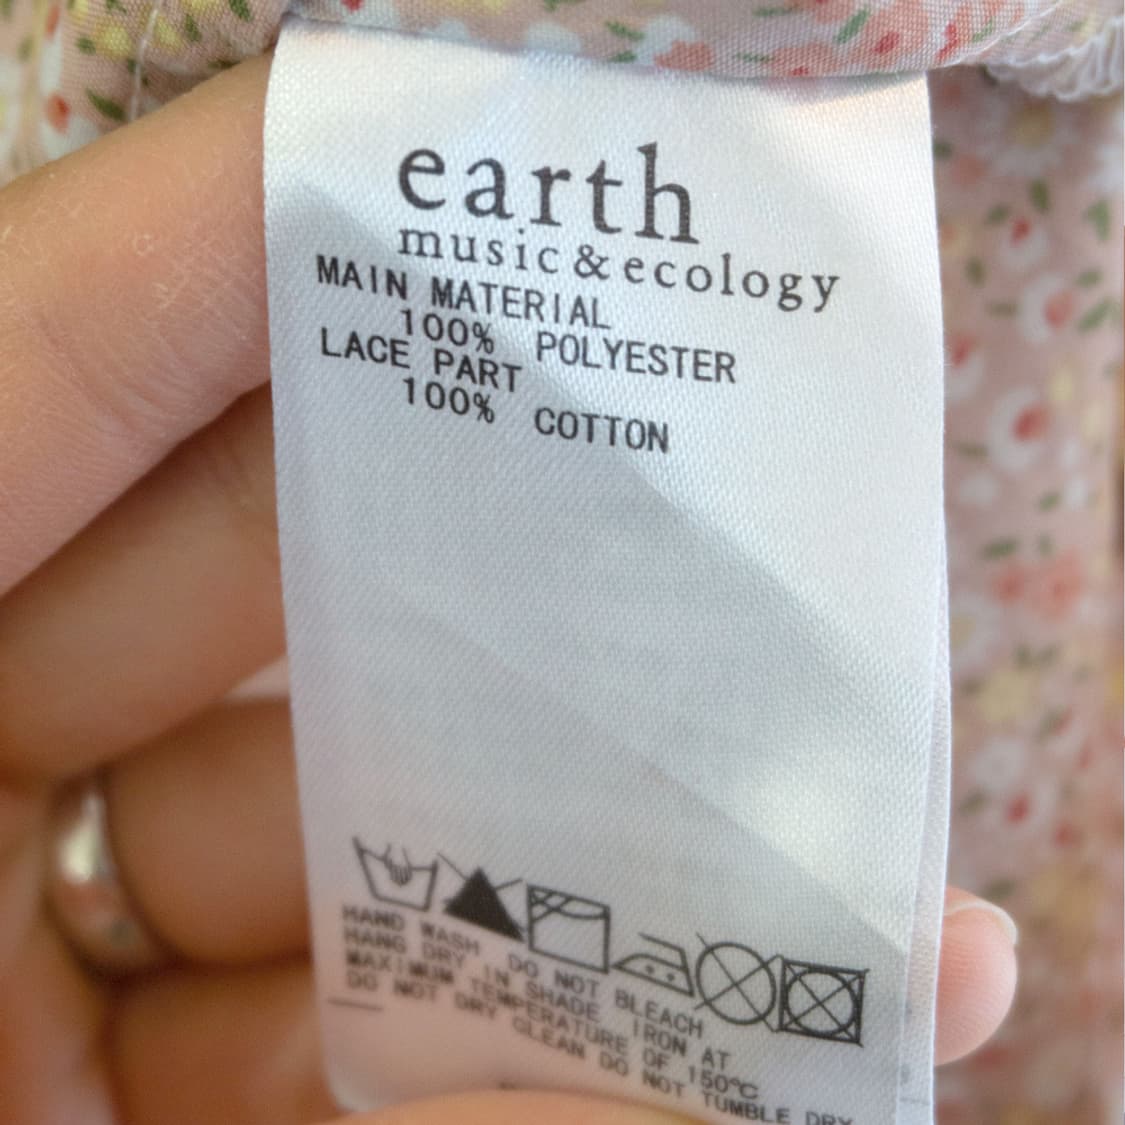 earth
music & ecology
MAIN MATERIAL
100% POLYESTER
LACE PART
100% COTTON
HAND WASH DO NOT BLEACH
HANG DRY IN SHADE IRON AT
MAXIMUM TEMPERATURE OF 150℃
DO NOT DRY CLEAN DO NOT TUMBLE DRY